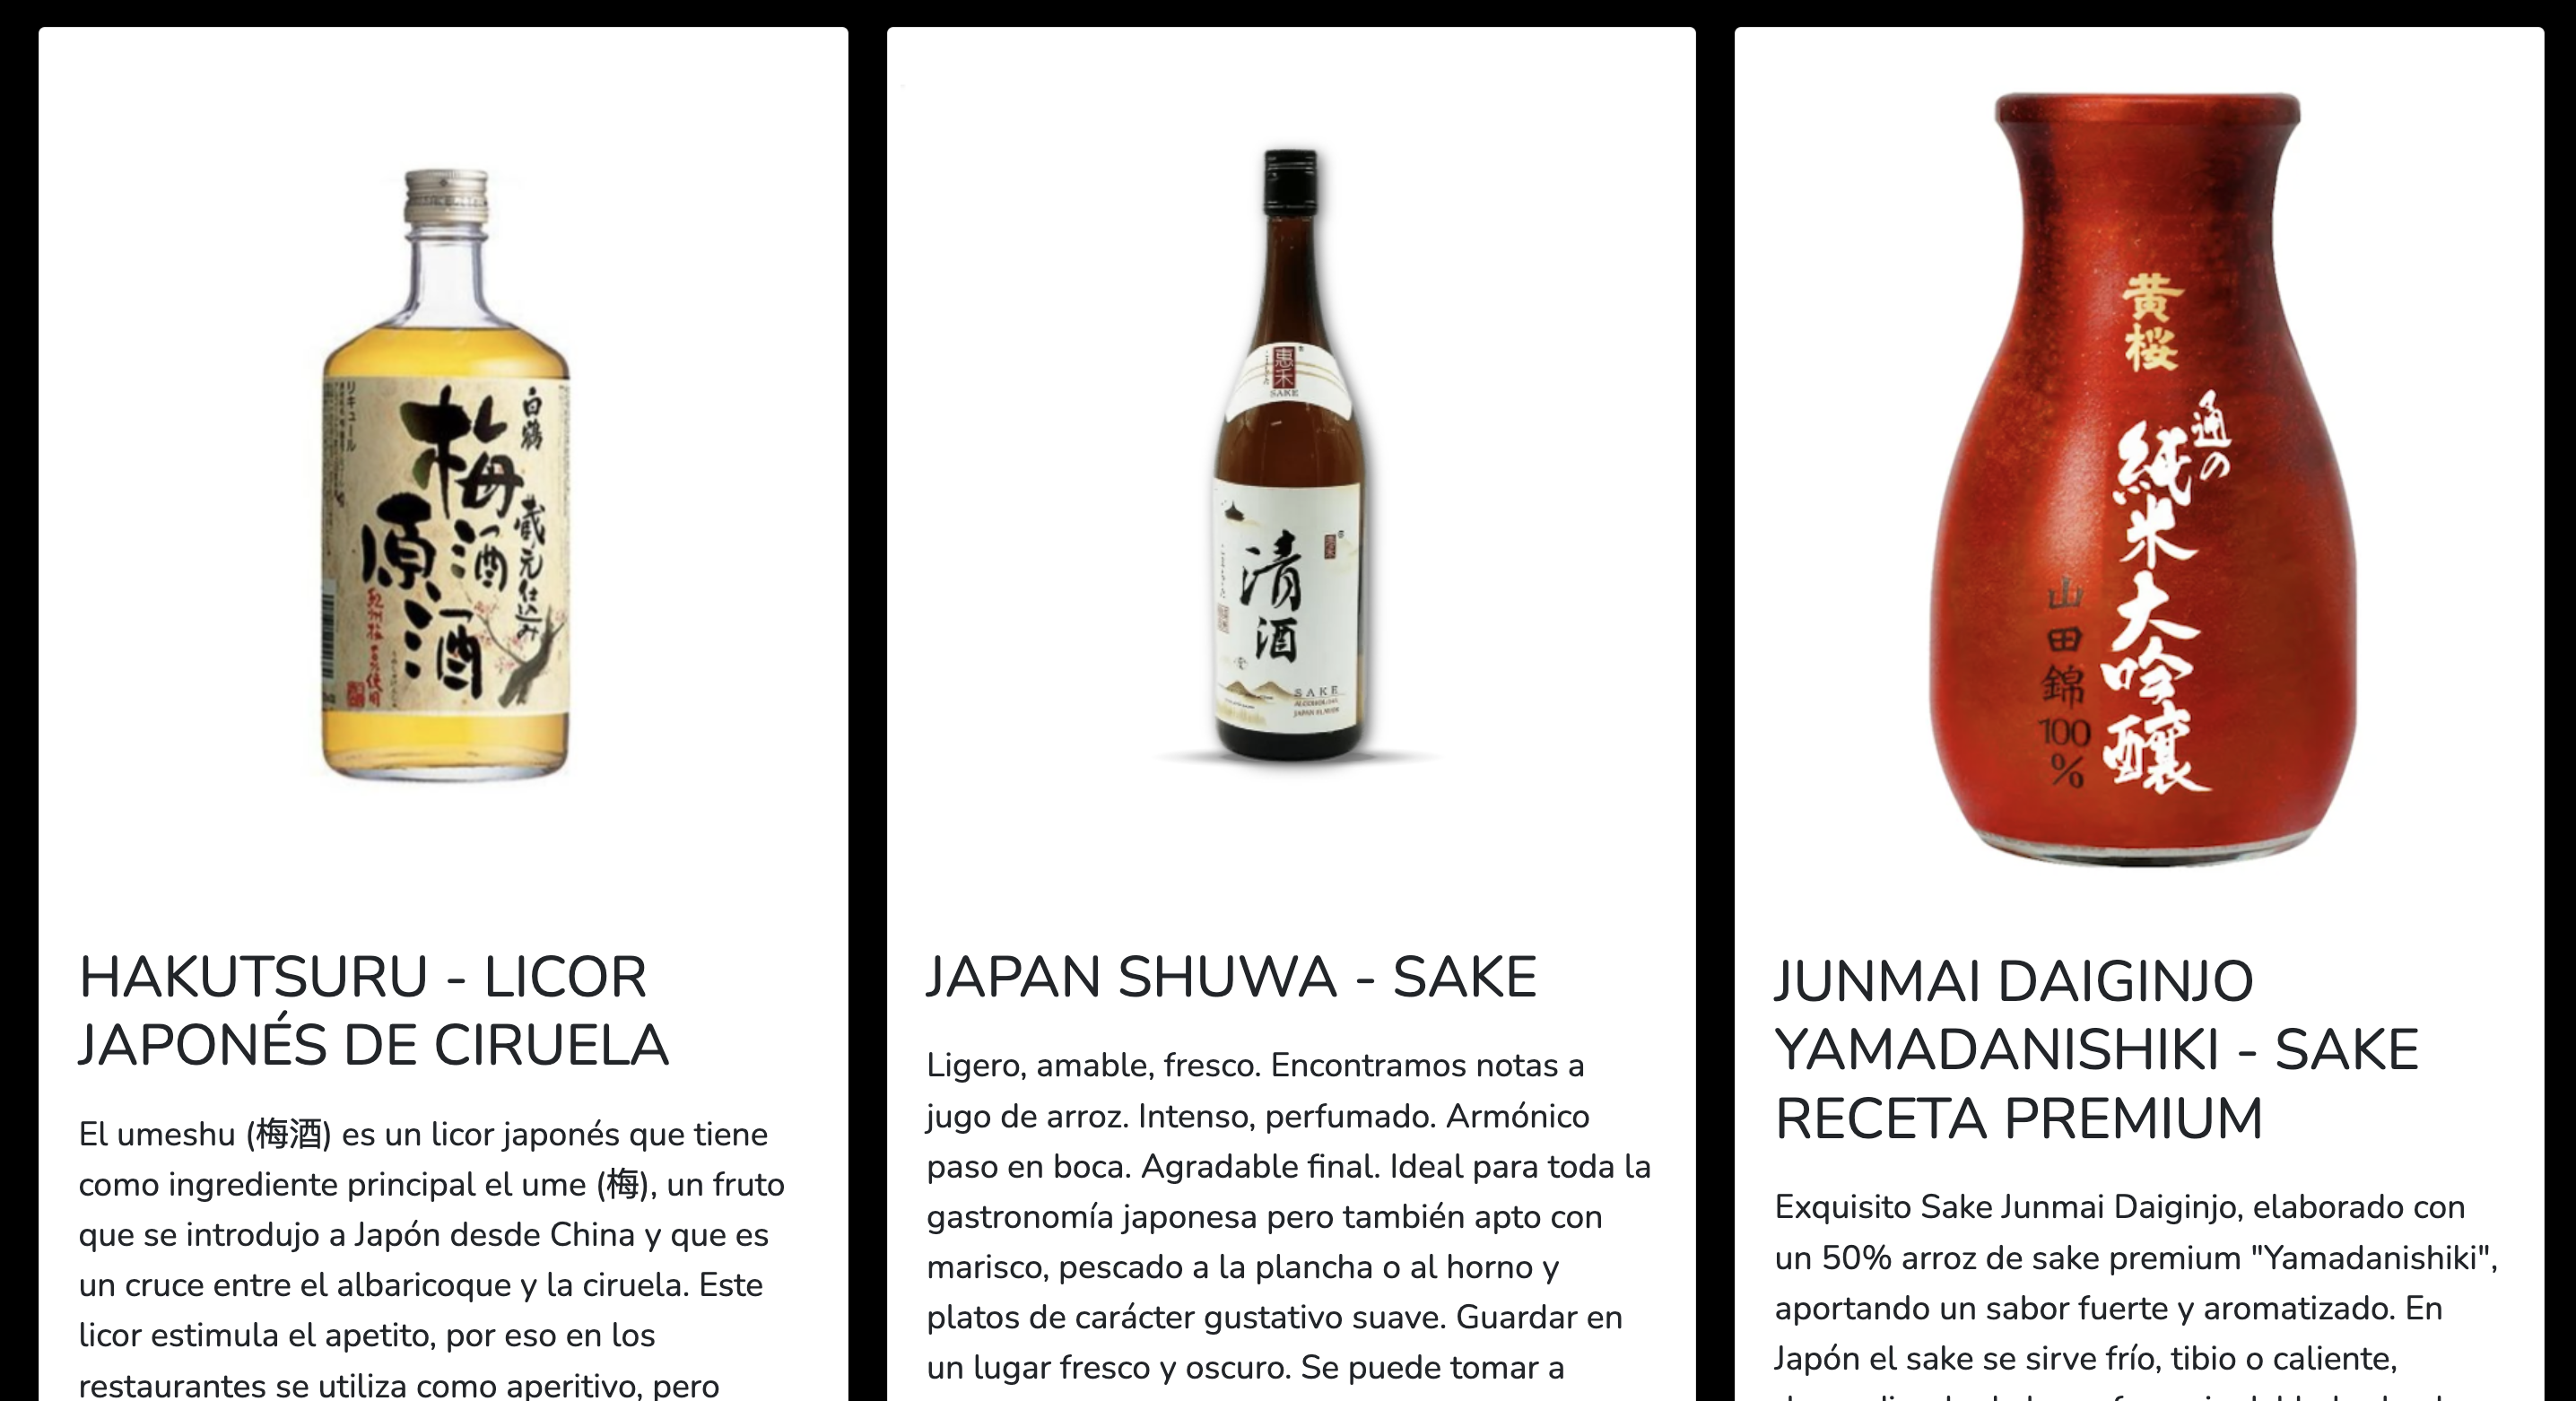 白鶴
梅酒
原酒
蔵元仕込み
リキュール
HAKUTSURU - LICOR
JAPONÉS DE CIRUELA
El umeshu (梅酒) es un licor japonés que tiene
como ingrediente principal el ume (梅), un fruto
que se introdujo a Japón desde China y que es
un cruce entre el albaricoque y la ciruela. Este
licor estimula el apetito, por eso en los
restaurantes se utiliza como aperitivo, pero
惠禾
SAKE
清酒
SAKE
JAPAN SHUWA - SAKE
Ligero, amable, fresco. Encontramos notas a
jugo de arroz. Intenso, perfumado. Armónico
paso en boca. Agradable final. Ideal para toda la
gastronomía japonesa pero también apto con
marisco, pescado a la plancha o al horno y
platos de carácter gustativo suave. Guardar en
un lugar fresco y oscuro. Se puede tomar a
黄桜
通の
純米大吟醸
山田錦100%
JUNMAI DAIGINJO
YAMADANISHIKI - SAKE
RECETA PREMIUM
Exquisito Sake Junmai Daiginjo, elaborado con
un 50% arroz de sake premium "Yamadanishiki",
aportando un sabor fuerte y aromatizado. En
Japón el sake se sirve frío, tibio o caliente,